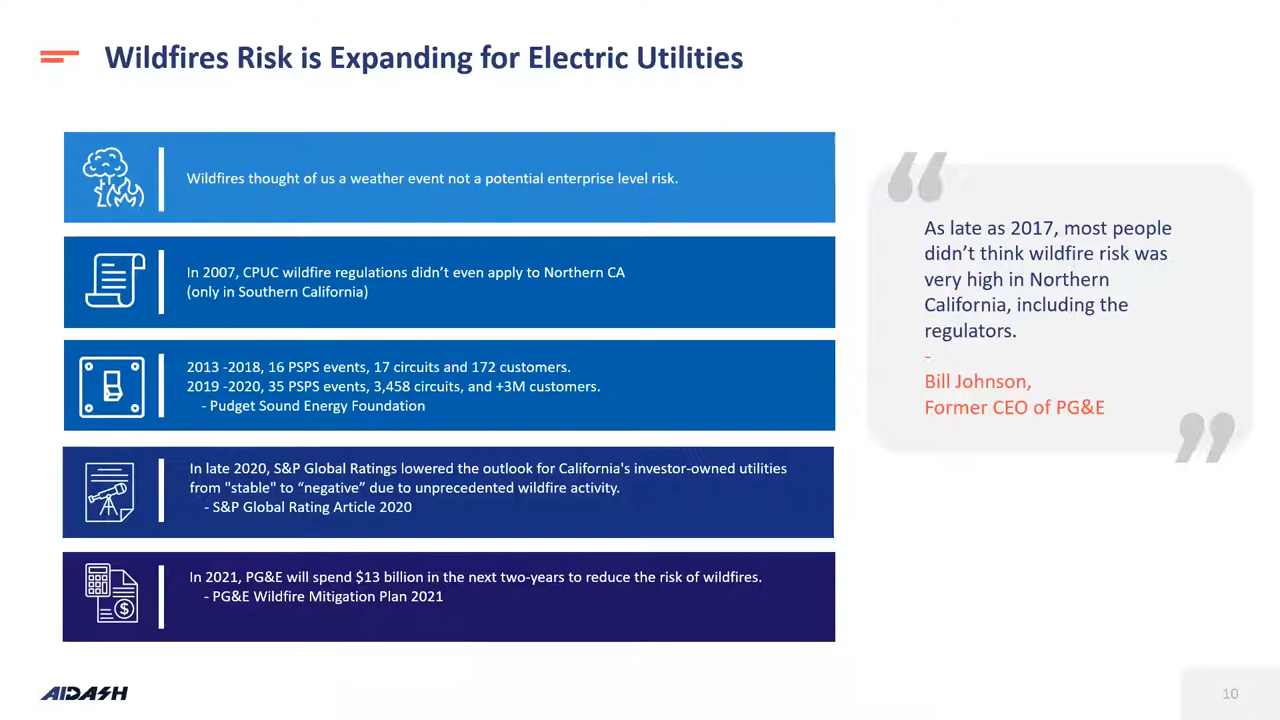 Wildfires Risk is Expanding for Electric Utilities
Wildfires thought of us a weather event not a potential enterprise level risk.
In 2007, CPUC wildfire regulations didn't even apply to Northern CA
(only in Southern California)
2013 -2018, 16 PSPS events, 17 circuits and 172 customers.
2019 -2020, 35 PSPS events, 3,458 circuits, and +3M customers.
- Pudget Sound Energy Foundation
In late 2020, S&P Global Ratings lowered the outlook for California's investor-owned utilities
from "stable" to “negative” due to unprecedented wildfire activity.
- S&P Global Rating Article 2020
In 2021, PG&E will spend $13 billion in the next two-years to reduce the risk of wildfires.
- PG&E Wildfire Mitigation Plan 2021
“
As late as 2017, most people
didn’t think wildfire risk was
very high in Northern
California, including the
regulators.
-
Bill Johnson,
Former CEO of PG&E
”
AIDASH
10